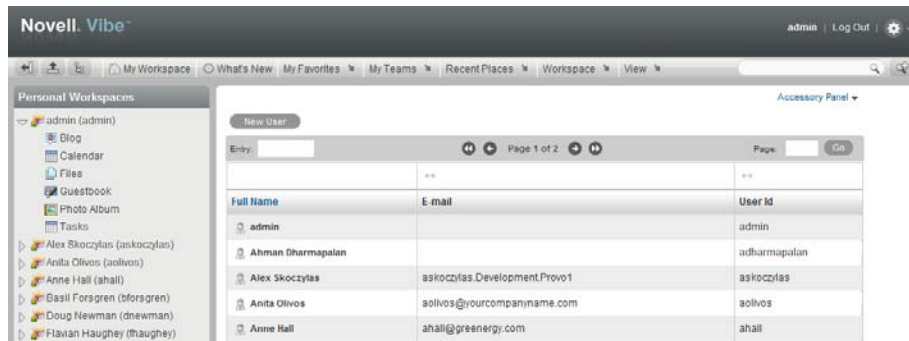 Novell. Vibe
admin | Log Out |
My Workspace What's New My Favorites My Teams Recent Places Workspace View
Personal Workspaces
Accessory Panel
admin (admin)
Blog
Calendar
Files
Guestbook
Photo Album
Tasks
Alex Skoczylas (askoczylas)
Anita Olivos (aolivos)
Anne Hall (ahall)
Basil Forsgren (bforsgren)
Doug Newman (dnewman)
Flavian Haughey (fhaughey)
New User
Entry: Page 1 of 2 Page: Go
Full Name E-mail User Id
admin admin
Ahman Dharmapalan adharmapalan
Alex Skoczylas askoczylas.Development.Provo1 askoczylas
Anita Olivos aolivos@yourcompanyname.com aolivos
Anne Hall ahall@greenergy.com ahall